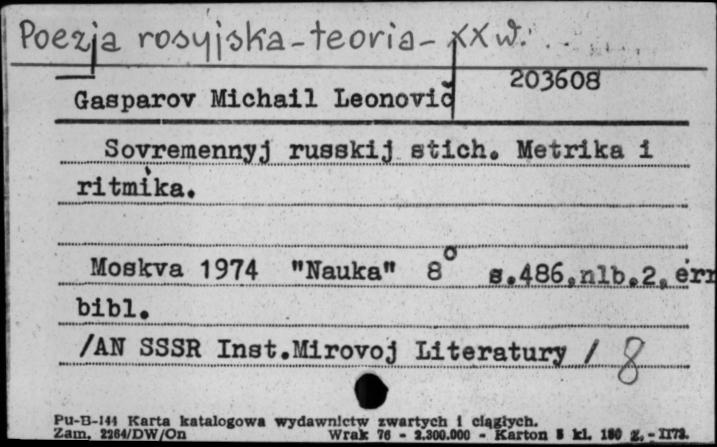 Poezja rosyjska - teoria - XX w.
203608
Gasparov Michail Leonovič
Sovremennyj russkij stich. Metrika i
ritmika.
Moskva 1974 "Nauka" 8° s.486,nlb.2, err
bibl.
/AN SSSR Inst.Mirovoj Literatury / 8
Pu-B-144 Karta katalogowa wydawnictw zwartych i ciągłych.
Zam. 2264/DW/On Wrak 76 - 2.300.000 - Karton kl.